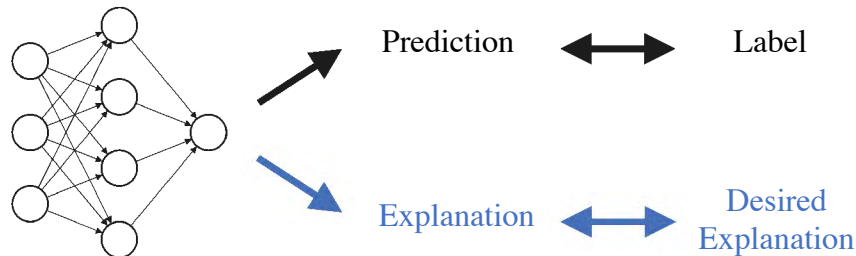 Prediction
Label
Explanation
Desired
Explanation